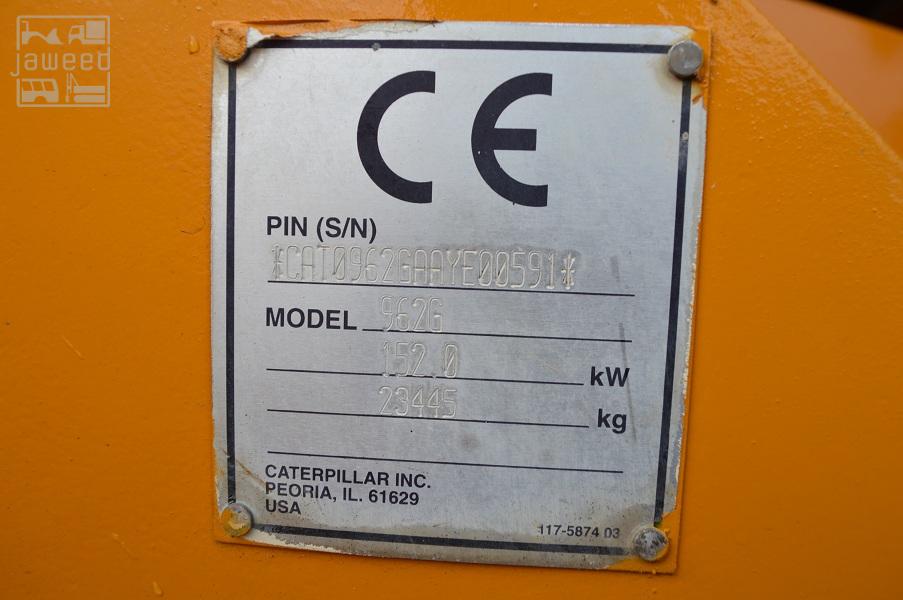 jaweed
CE
PIN (S/N)
*CAT0962GAAYE00591*
MODEL 962G
152.0 kW
23445 kg
CATERPILLAR INC.
PEORIA, IL. 61629
USA
117-5874 03